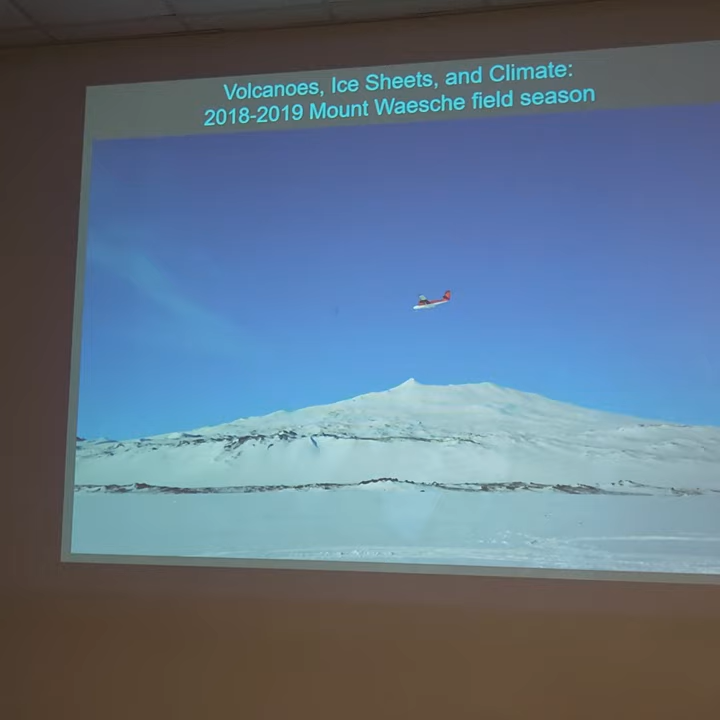 Volcanoes, Ice Sheets, and Climate:
2018-2019 Mount Waesche field season